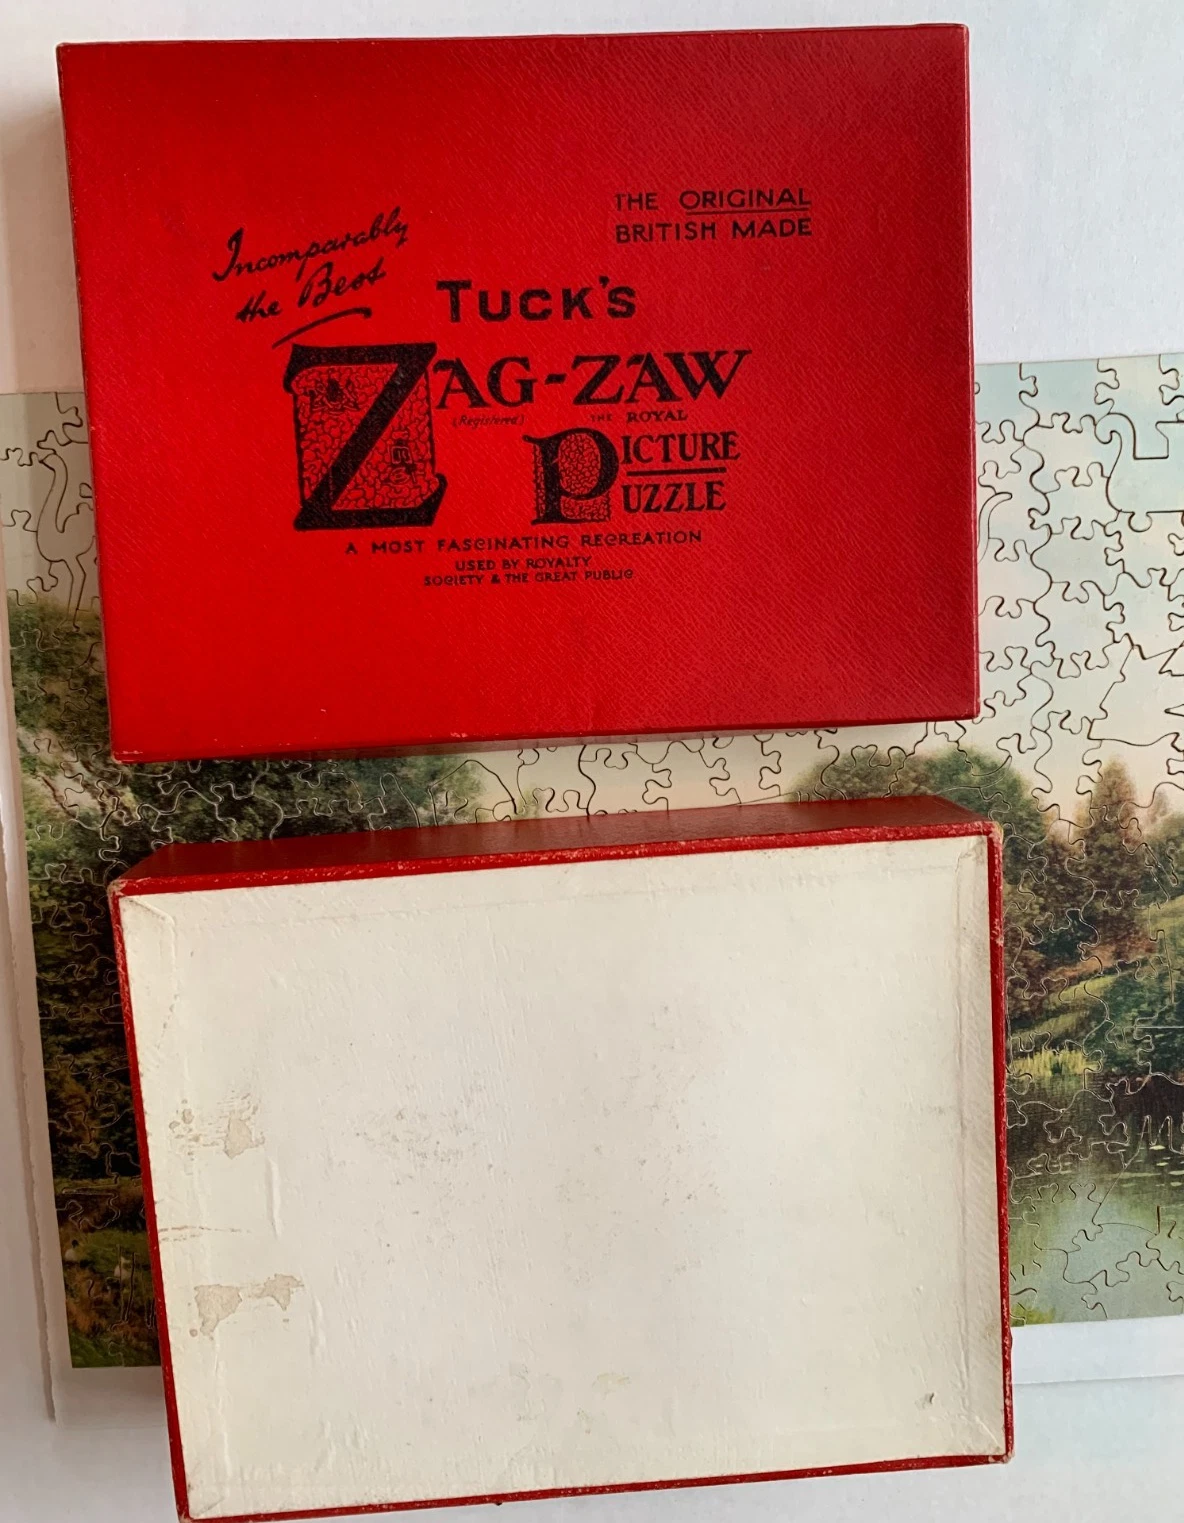 THE ORIGINAL
BRITISH MADE
Incomparably
the Best
TUCK'S
ZAG-ZAW
(Registered) THE ROYAL
PICTURE
PUZZLE
A MOST FASCINATING RECREATION
USED BY ROYALTY
SOCIETY & THE GREAT PUBLIC